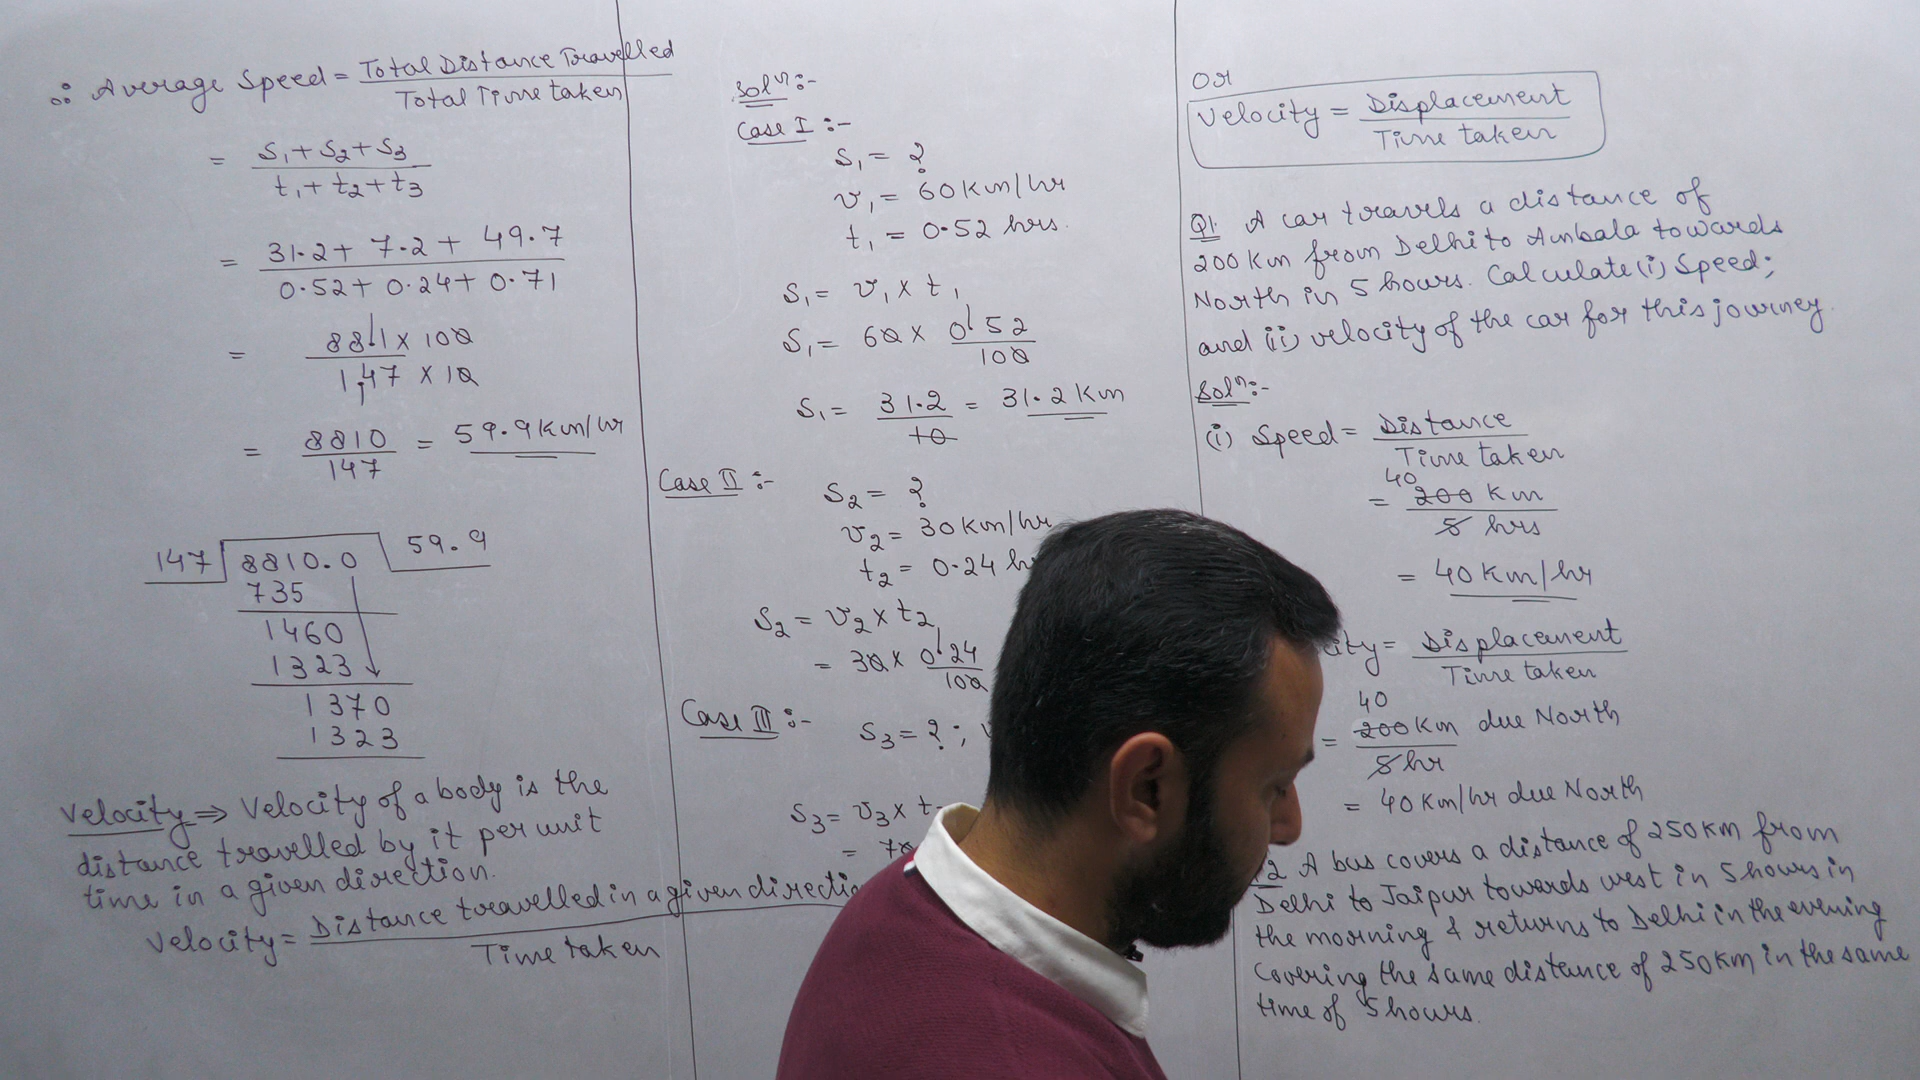 ∴ Average Speed = Total Distance Travelled
Total Time taken
= S₁ + S₂ + S₃
t₁ + t₂ + t₃
= 31.2 + 7.2 + 49.7
0.52 + 0.24 + 0.71
= 88.1 × 100
1.47 × 10
= 8810 = 59.9 km/hr
147
147 8810.0 59.9
735
1460
1323
1370
1323
Velocity ⇒ Velocity of a body is the
distance travelled by it per unit
time in a given direction.
Velocity = Distance travelled in a given directio
Time taken
Solⁿ:-
Case I :-
S₁ = ?
v₁ = 60 km/hr
t₁ = 0.52 hrs.
S₁ = v₁ × t₁
S₁ = 60 × 0.52
100
S₁ = 31.2 = 31.2 km
10
Case II :-
S₂ = ?
v₂ = 30 km/hr
t₂ = 0.24 h
S₂ = v₂ × t₂
= 30 × 0.24
100
Case III :-
S₃ = ? ;
S₃ = v₃ × t
= 70
Or
Velocity = Displacement
Time taken
Q1. A car travels a distance of
200 Km from Delhi to Ambala towards
North in 5 hours. Calculate (i) Speed;
and (ii) velocity of the car for this journey.
Solⁿ:-
(i) Speed = Distance
Time taken
40
= 200 Km
5 hrs
= 40 Km/hr
city = Displacement
Time taken
40
= 200 Km due North
5 hr
= 40 Km/hr due North
2 A bus covers a distance of 250 Km from
Delhi to Jaipur towards west in 5 hours in
the morning & returns to Delhi in the evening
Covering the same distance of 250 Km in the same
time of 5 hours.